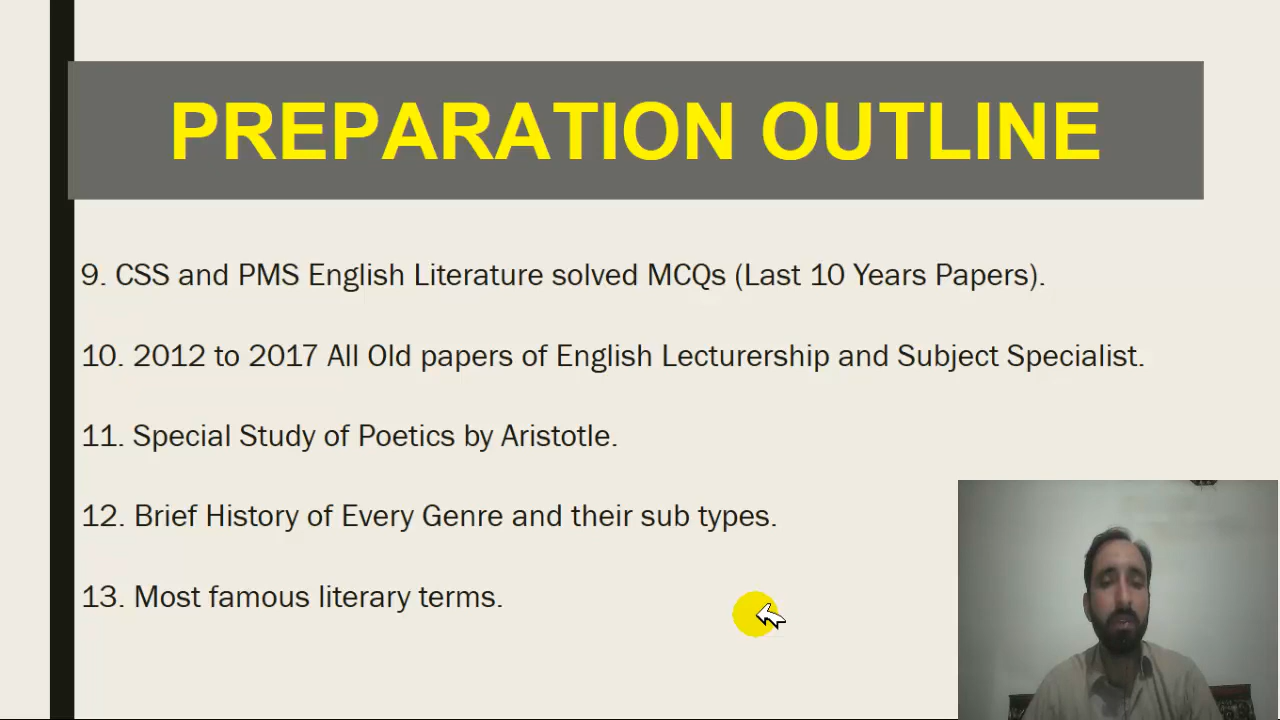 PREPARATION OUTLINE
9. CSS and PMS English Literature solved MCQs (Last 10 Years Papers).
10. 2012 to 2017 All Old papers of English Lecturership and Subject Specialist.
11. Special Study of Poetics by Aristotle.
12. Brief History of Every Genre and their sub types.
13. Most famous literary terms.